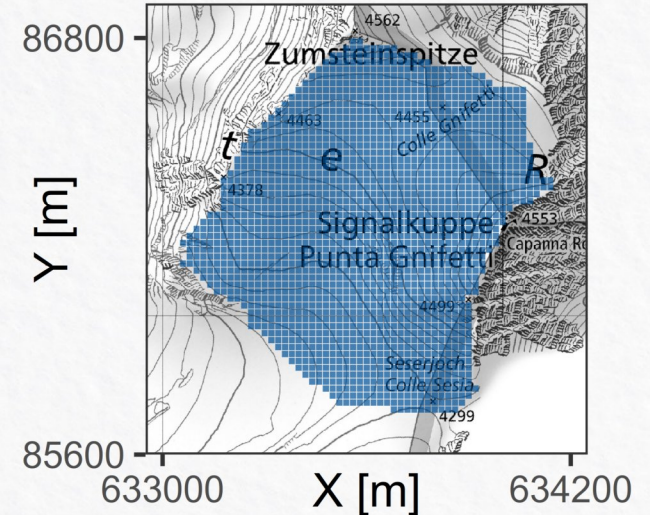 86800
4562
Zumsteinspitze
4463
4455
Colle Gnifetti
t
e
R
4378
Signalkuppe
4553
Punta Gnifetti
Capanna Re
4499
Seserjoch
Colle Sesia
4299
Y [m]
85600
633000
X [m]
634200